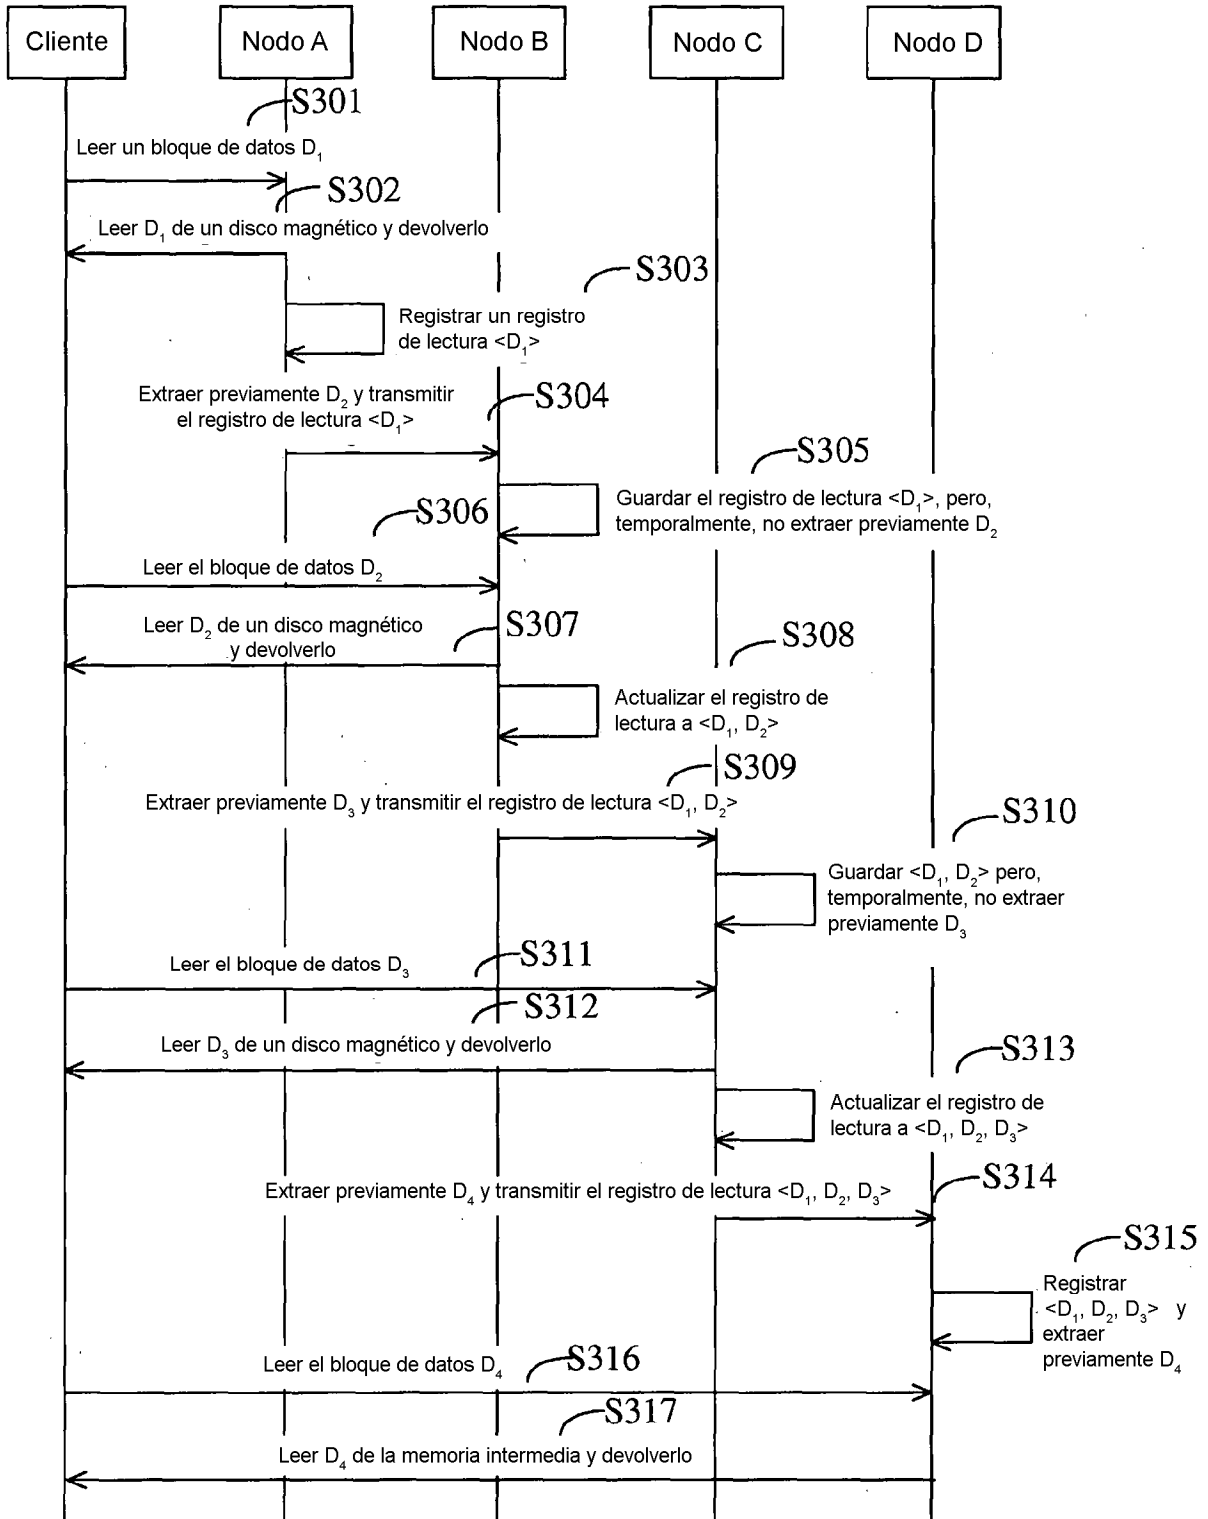 Cliente
Nodo A
Nodo B
Nodo C
Nodo D
S301
Leer un bloque de datos D1
S302
Leer D1 de un disco magnético y devolverlo
S303
Registrar un registro
de lectura <D1>
Extraer previamente D2 y transmitir
el registro de lectura <D1>
S304
S305
Guardar el registro de lectura <D1>, pero,
temporalmente, no extraer previamente D2
S306
Leer el bloque de datos D2
Leer D2 de un disco magnético
y devolverlo
S307
S308
Actualizar el registro de
lectura a <D1, D2>
S309
Extraer previamente D3 y transmitir el registro de lectura <D1, D2>
S310
Guardar <D1, D2> pero,
temporalmente, no extraer
previamente D3
S311
Leer el bloque de datos D3
S312
Leer D3 de un disco magnético y devolverlo
S313
Actualizar el registro de
lectura a <D1, D2, D3>
S314
Extraer previamente D4 y transmitir el registro de lectura <D1, D2, D3>
S315
Registrar
<D1, D2, D3> y
extraer
previamente D4
S316
Leer el bloque de datos D4
S317
Leer D4 de la memoria intermedia y devolverlo